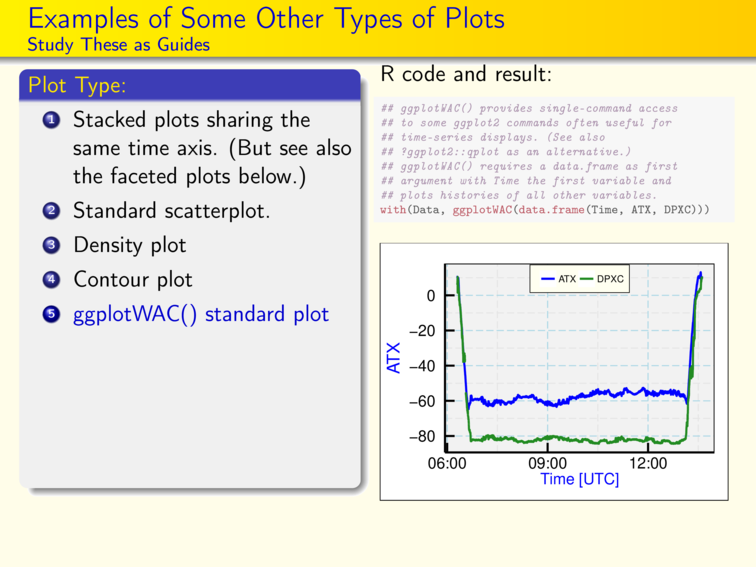 Examples of Some Other Types of Plots
Study These as Guides
Plot Type:
1 Stacked plots sharing the
same time axis. (But see also
the faceted plots below.)
2 Standard scatterplot.
3 Density plot
4 Contour plot
5 ggplotWAC() standard plot
R code and result:
## ggplotWAC() provides single-command access
## to some ggplot2 commands often useful for
## time-series displays. (See also
## ?ggplot2::qplot as an alternative.)
## ggplotWAC() requires a data.frame as first
## argument with Time the first variable and
## plots histories of all other variables.
with(Data, ggplotWAC(data.frame(Time, ATX, DPXC)))
ATX DPXC
0
−20
−40
−60
−80
ATX
06:00 09:00 12:00
Time [UTC]